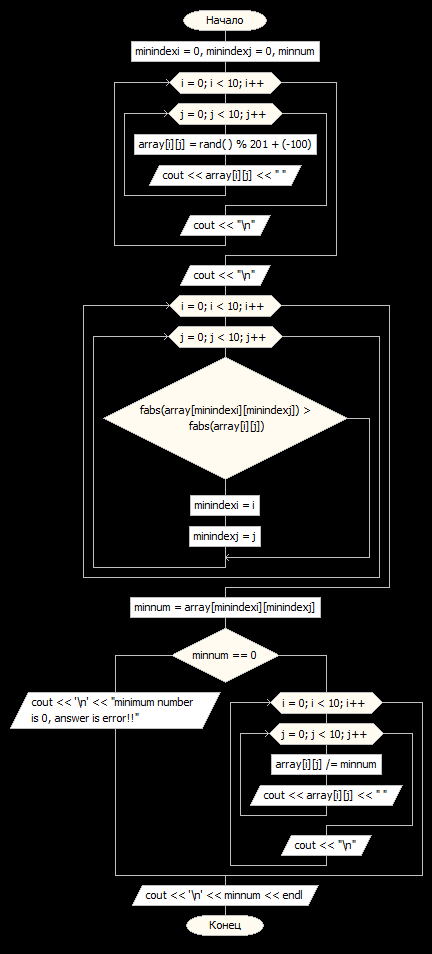 Начало
minindexi = 0, minindexj = 0, minnum
i = 0; i < 10; i++
j = 0; j < 10; j++
array[i][j] = rand( ) % 201 + (-100)
cout << array[i][j] << " "
cout << "\n"
cout << "\n"
i = 0; i < 10; i++
j = 0; j < 10; j++
fabs(array[minindexi][minindexj]) >
fabs(array[i][j])
minindexi = i
minindexj = j
minnum = array[minindexi][minindexj]
minnum == 0
cout << '\n' << "minimum number
is 0, answer is error!!"
i = 0; i < 10; i++
j = 0; j < 10; j++
array[i][j] /= minnum
cout << array[i][j] << " "
cout << "\n"
cout << '\n' << minnum << endl
Конец